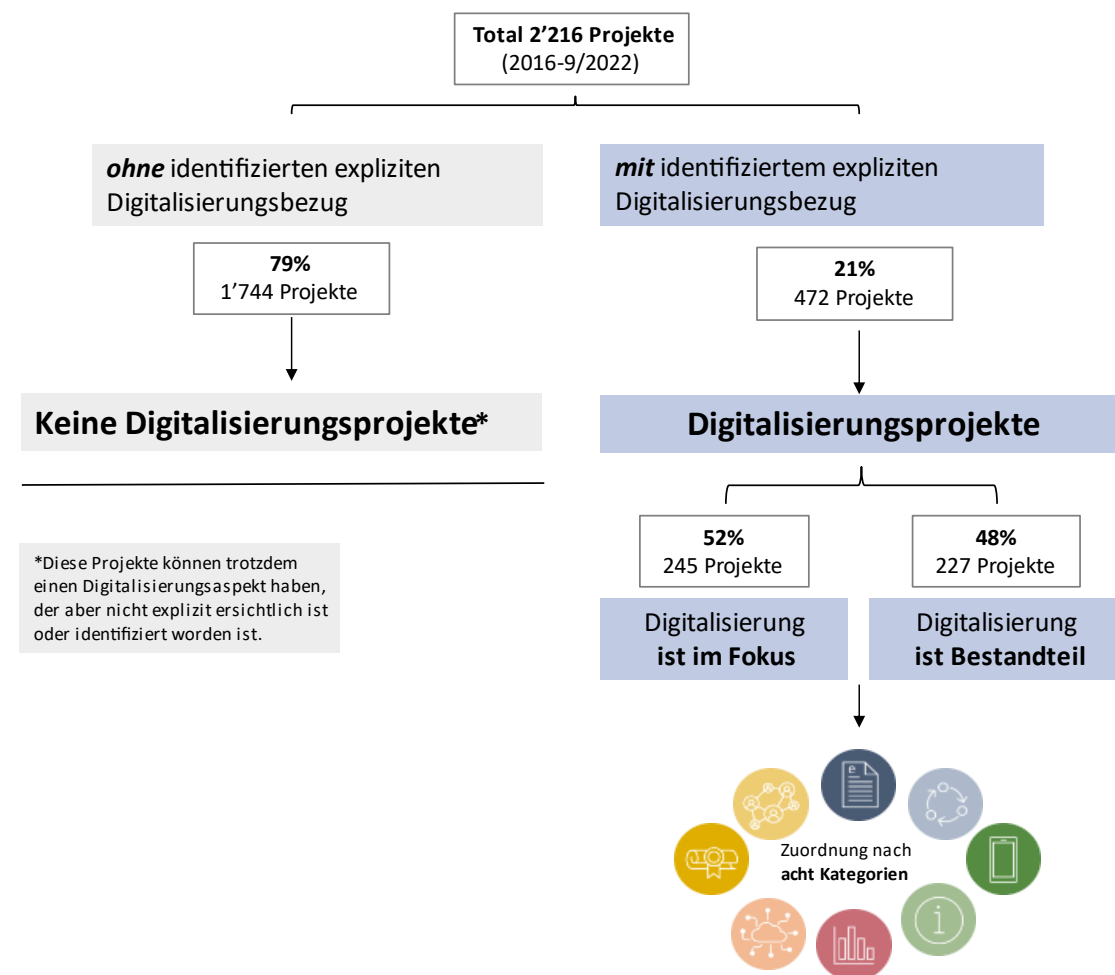 Total 2’216 Projekte
(2016-9/2022)
ohne identifizierten expliziten
Digitalisierungsbezug
mit identifiziertem expliziten
Digitalisierungsbezug
79%
1’744 Projekte
21%
472 Projekte
Keine Digitalisierungsprojekte*
Digitalisierungsprojekte
*Diese Projekte können trotzdem
einen Digitalisierungsaspekt haben,
der aber nicht explizit ersichtlich ist
oder identifiziert worden ist.
52%
245 Projekte
48%
227 Projekte
Digitalisierung
ist im Fokus
Digitalisierung
ist Bestandteil
e
Zuordnung nach
acht Kategorien
i